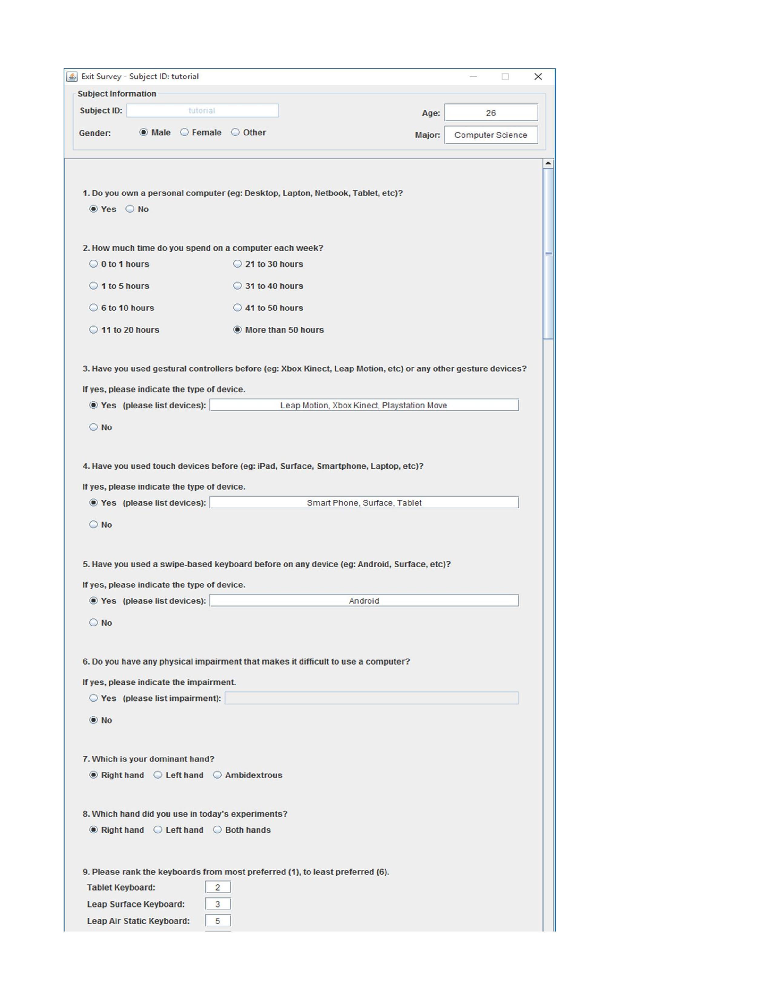 Exit Survey - Subject ID: tutorial
Subject Information
Subject ID: tutorial
Age: 26
Gender: Male Female Other
Major: Computer Science
1. Do you own a personal computer (eg: Desktop, Lapton, Netbook, Tablet, etc)?
Yes No
2. How much time do you spend on a computer each week?
0 to 1 hours 21 to 30 hours
1 to 5 hours 31 to 40 hours
6 to 10 hours 41 to 50 hours
11 to 20 hours More than 50 hours
3. Have you used gestural controllers before (eg: Xbox Kinect, Leap Motion, etc) or any other gesture devices?
If yes, please indicate the type of device.
Yes (please list devices): Leap Motion, Xbox Kinect, Playstation Move
No
4. Have you used touch devices before (eg: iPad, Surface, Smartphone, Laptop, etc)?
If yes, please indicate the type of device.
Yes (please list devices): Smart Phone, Surface, Tablet
No
5. Have you used a swipe-based keyboard before on any device (eg: Android, Surface, etc)?
If yes, please indicate the type of device.
Yes (please list devices): Android
No
6. Do you have any physical impairment that makes it difficult to use a computer?
If yes, please indicate the impairment.
Yes (please list impairment):
No
7. Which is your dominant hand?
Right hand Left hand Ambidextrous
8. Which hand did you use in today's experiments?
Right hand Left hand Both hands
9. Please rank the keyboards from most preferred (1), to least preferred (6).
Tablet Keyboard: 2
Leap Surface Keyboard: 3
Leap Air Static Keyboard: 5